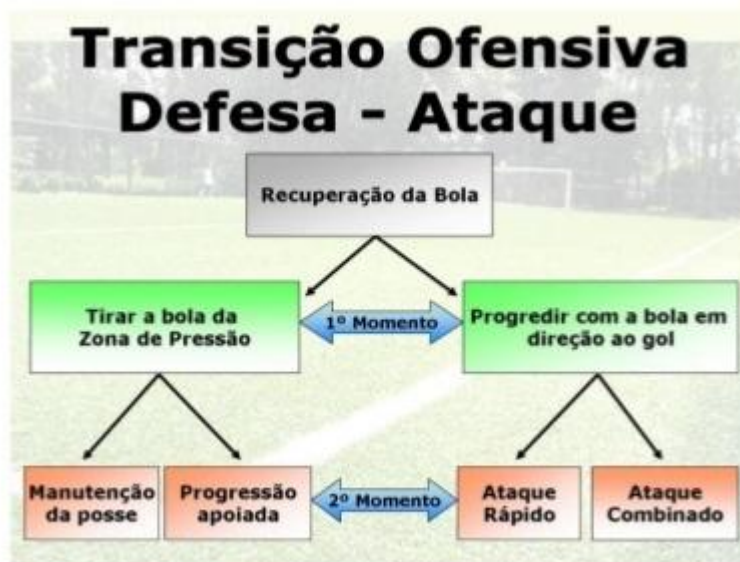 Transição Ofensiva
Defesa - Ataque
Recuperação da Bola
Tirar a bola da
Zona de Pressão
1º Momento
Progredir com a bola em
direção ao gol
Manutenção
da posse
Progressão
apoiada
2º Momento
Ataque
Rápido
Ataque
Combinado